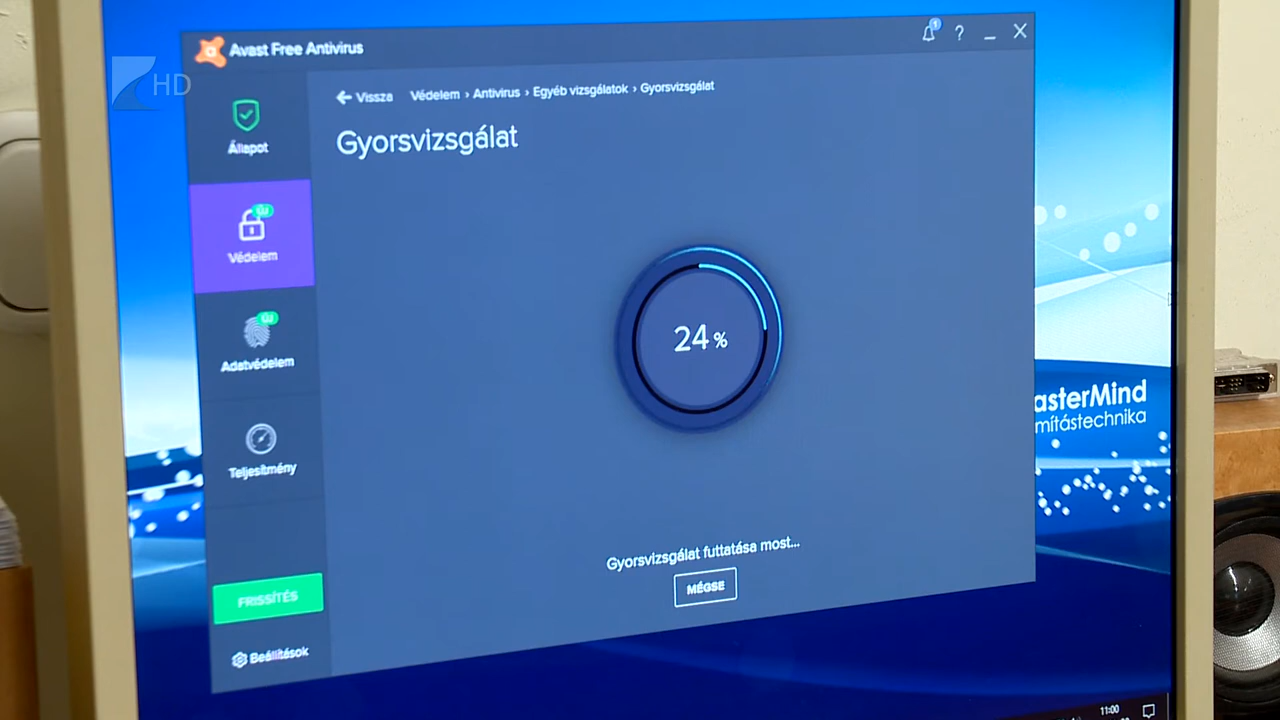 Avast Free Antivirus
1
?
HD
Vissza Védelem › Antivirus › Egyéb vizsgálatok › Gyorsvizsgálat
Gyorsvizsgálat
Állapot
ÚJ
Védelem
ÚJ
Adatvédelem
Teljesítmény
24 %
asterMind
mítástechnika
Gyorsvizsgálat futtatása most...
MÉGSE
FRISSÍTÉS
Beállítások
11:00